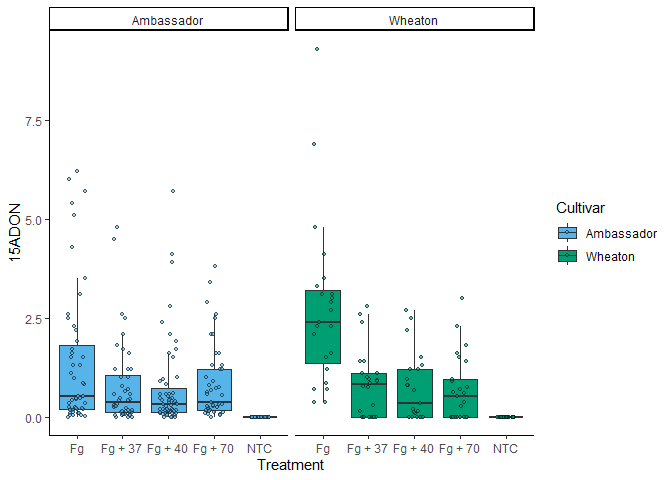 Ambassador Wheaton
15ADON
7.5
5.0
2.5
0.0
Fg Fg + 37 Fg + 40 Fg + 70 NTC Fg Fg + 37 Fg + 40 Fg + 70 NTC
Treatment
Cultivar
Ambassador
Wheaton